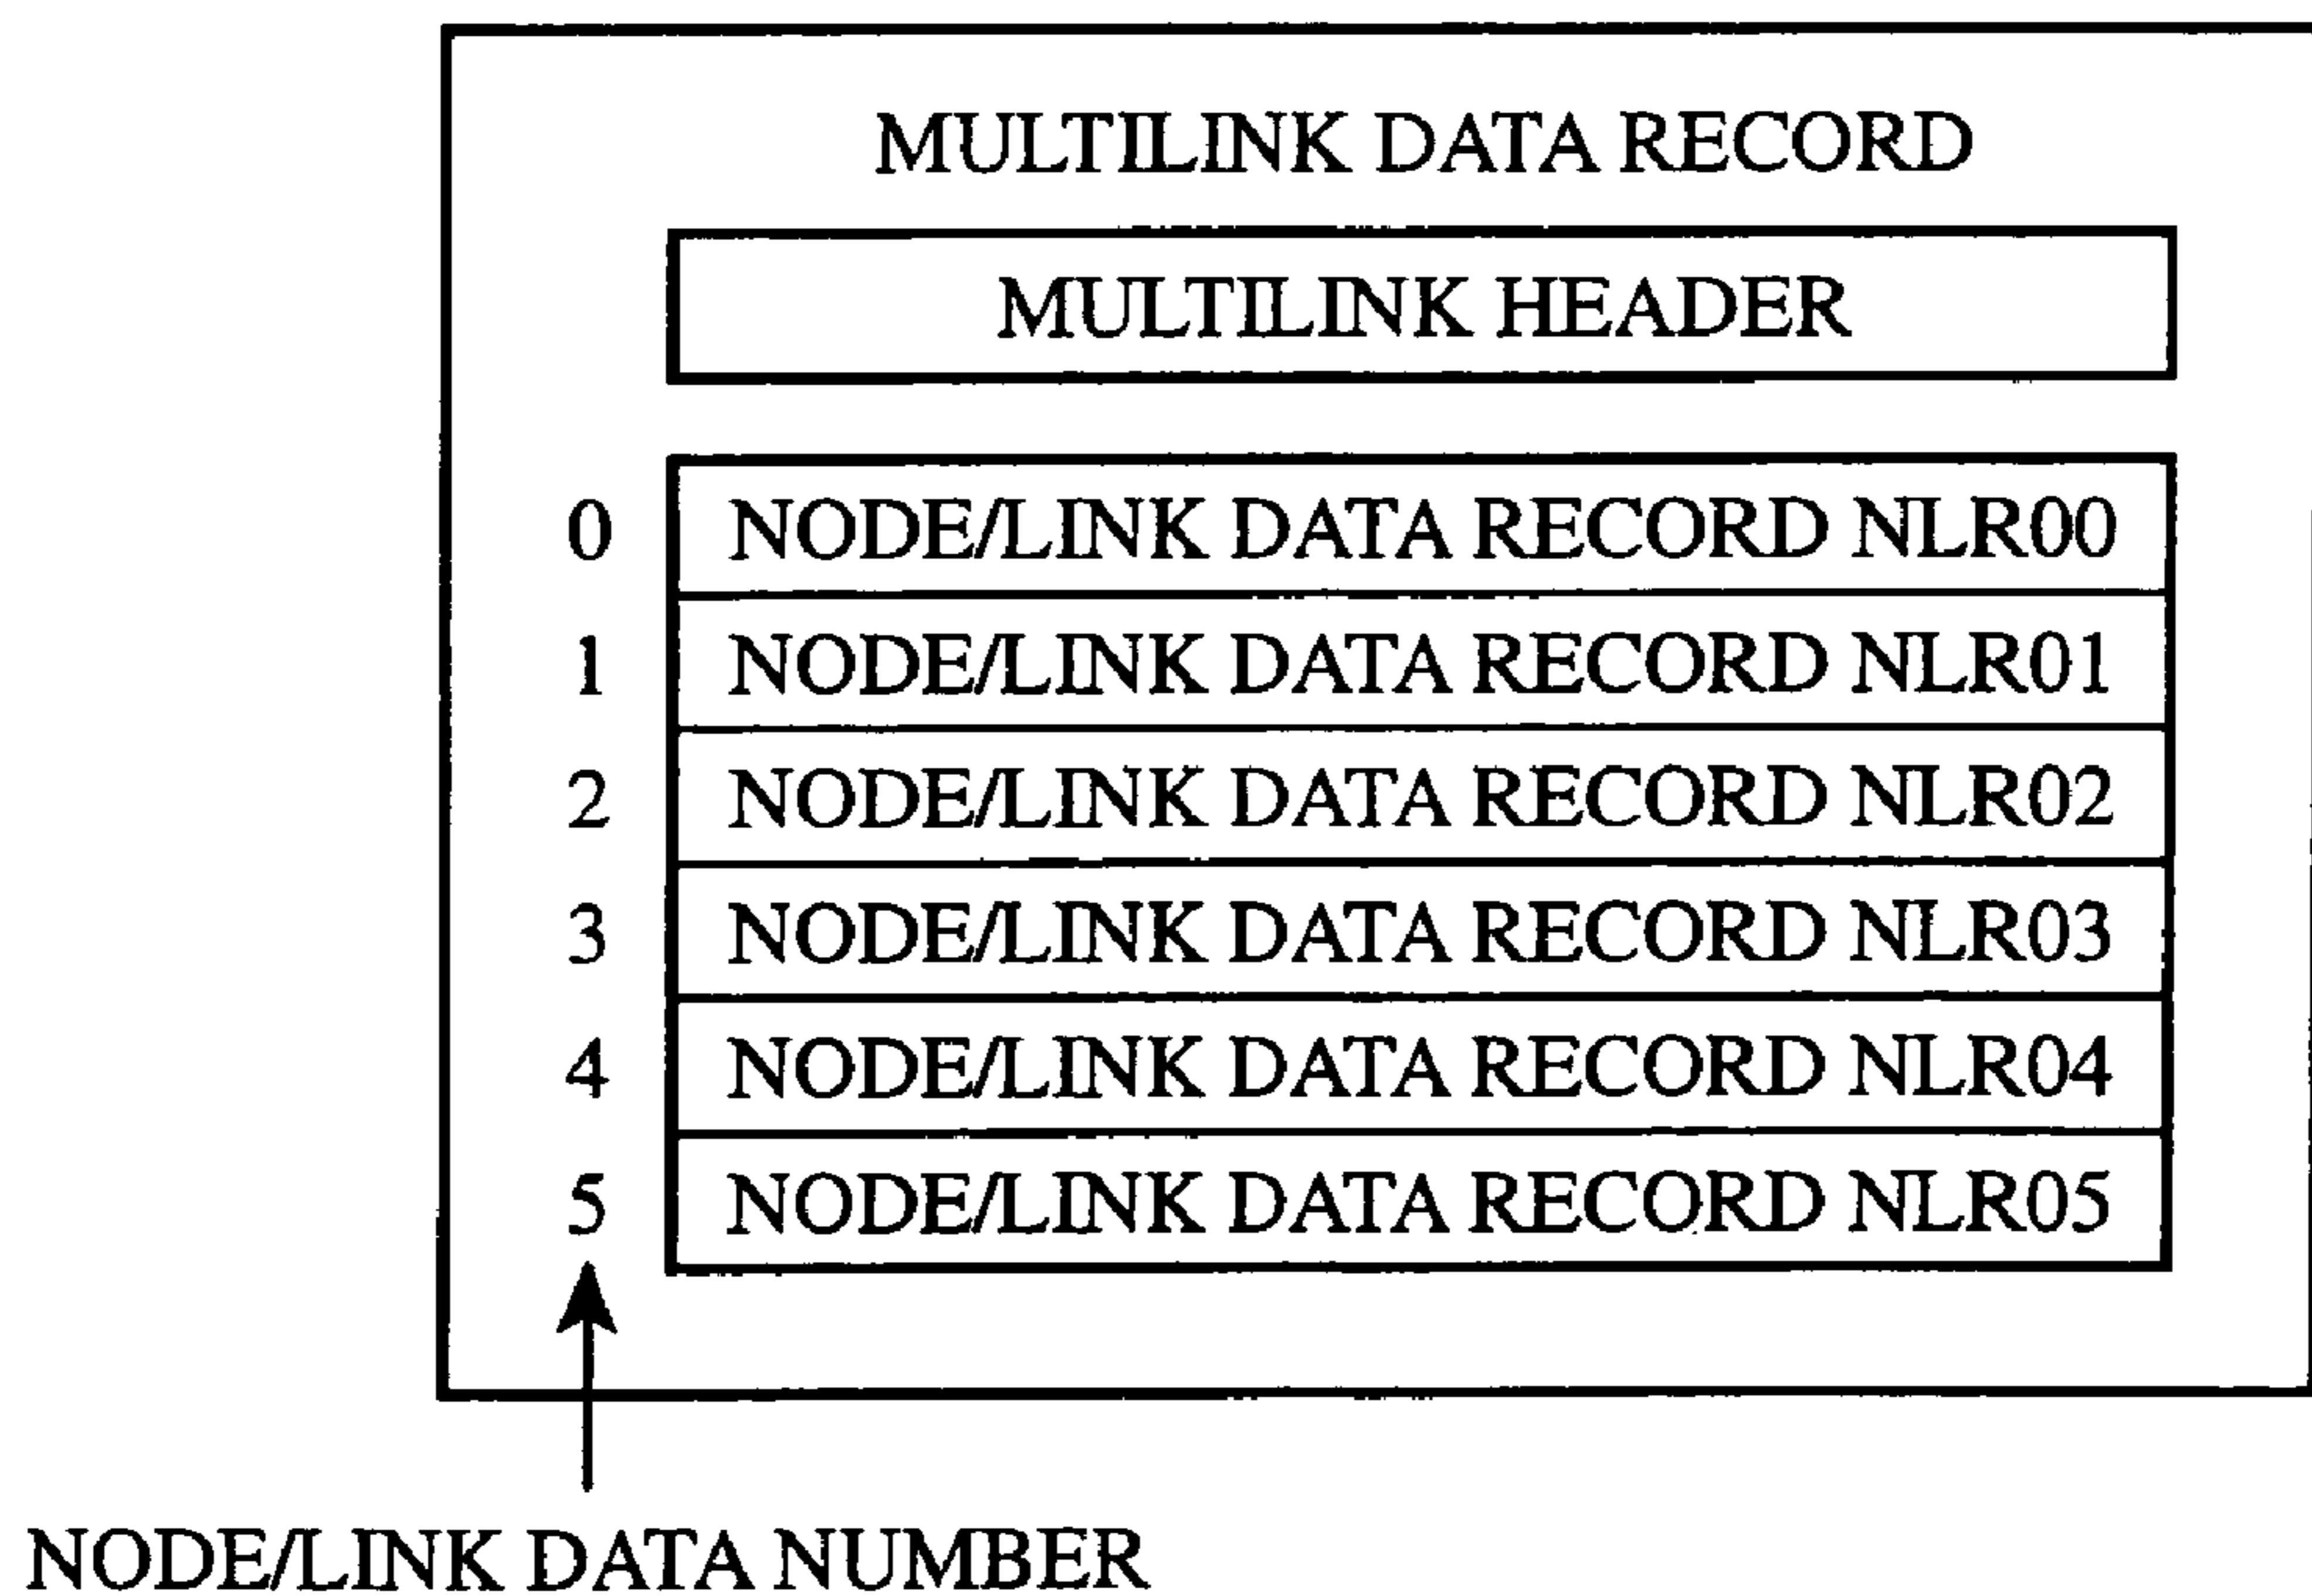 MULTILINK DATA RECORD
MULTILINK HEADER
0 NODE/LINK DATA RECORD NLR00
1 NODE/LINK DATA RECORD NLR01
2 NODE/LINK DATA RECORD NLR02
3 NODE/LINK DATA RECORD NLR03
4 NODE/LINK DATA RECORD NLR04
5 NODE/LINK DATA RECORD NLR05
NODE/LINK DATA NUMBER